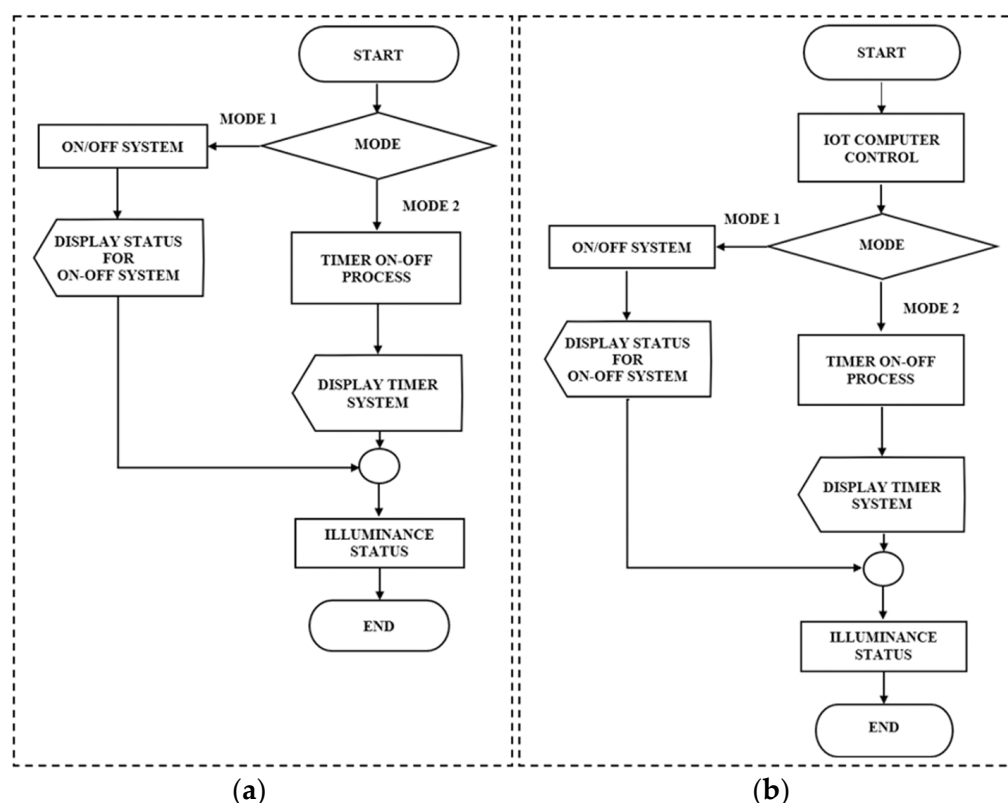 START
MODE 1
ON/OFF SYSTEM
MODE
MODE 2
DISPLAY STATUS
FOR
ON-OFF SYSTEM
TIMER ON-OFF
PROCESS
DISPLAY TIMER
SYSTEM
ILLUMINANCE
STATUS
END
(a)
START
IOT COMPUTER
CONTROL
MODE 1
ON/OFF SYSTEM
MODE
MODE 2
DISPLAY STATUS
FOR
ON-OFF SYSTEM
TIMER ON-OFF
PROCESS
DISPLAY TIMER
SYSTEM
ILLUMINANCE
STATUS
END
(b)